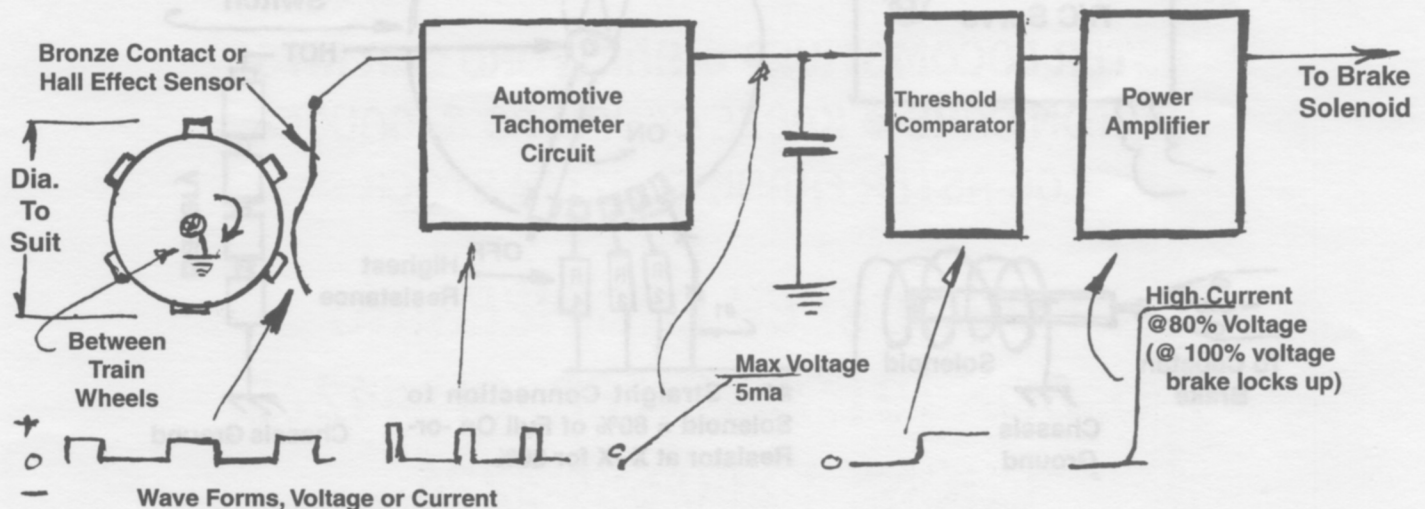 Bronze Contact or
Hall Effect Sensor
Dia.
To
Suit
Between
Train
Wheels
Automotive
Tachometer
Circuit
Threshold
Comparator
Power
Amplifier
To Brake
Solenoid
Max Voltage
5ma
High Current
@80% Voltage
(@ 100% voltage
brake locks up)
+
0
–
0
0
Wave Forms, Voltage or Current